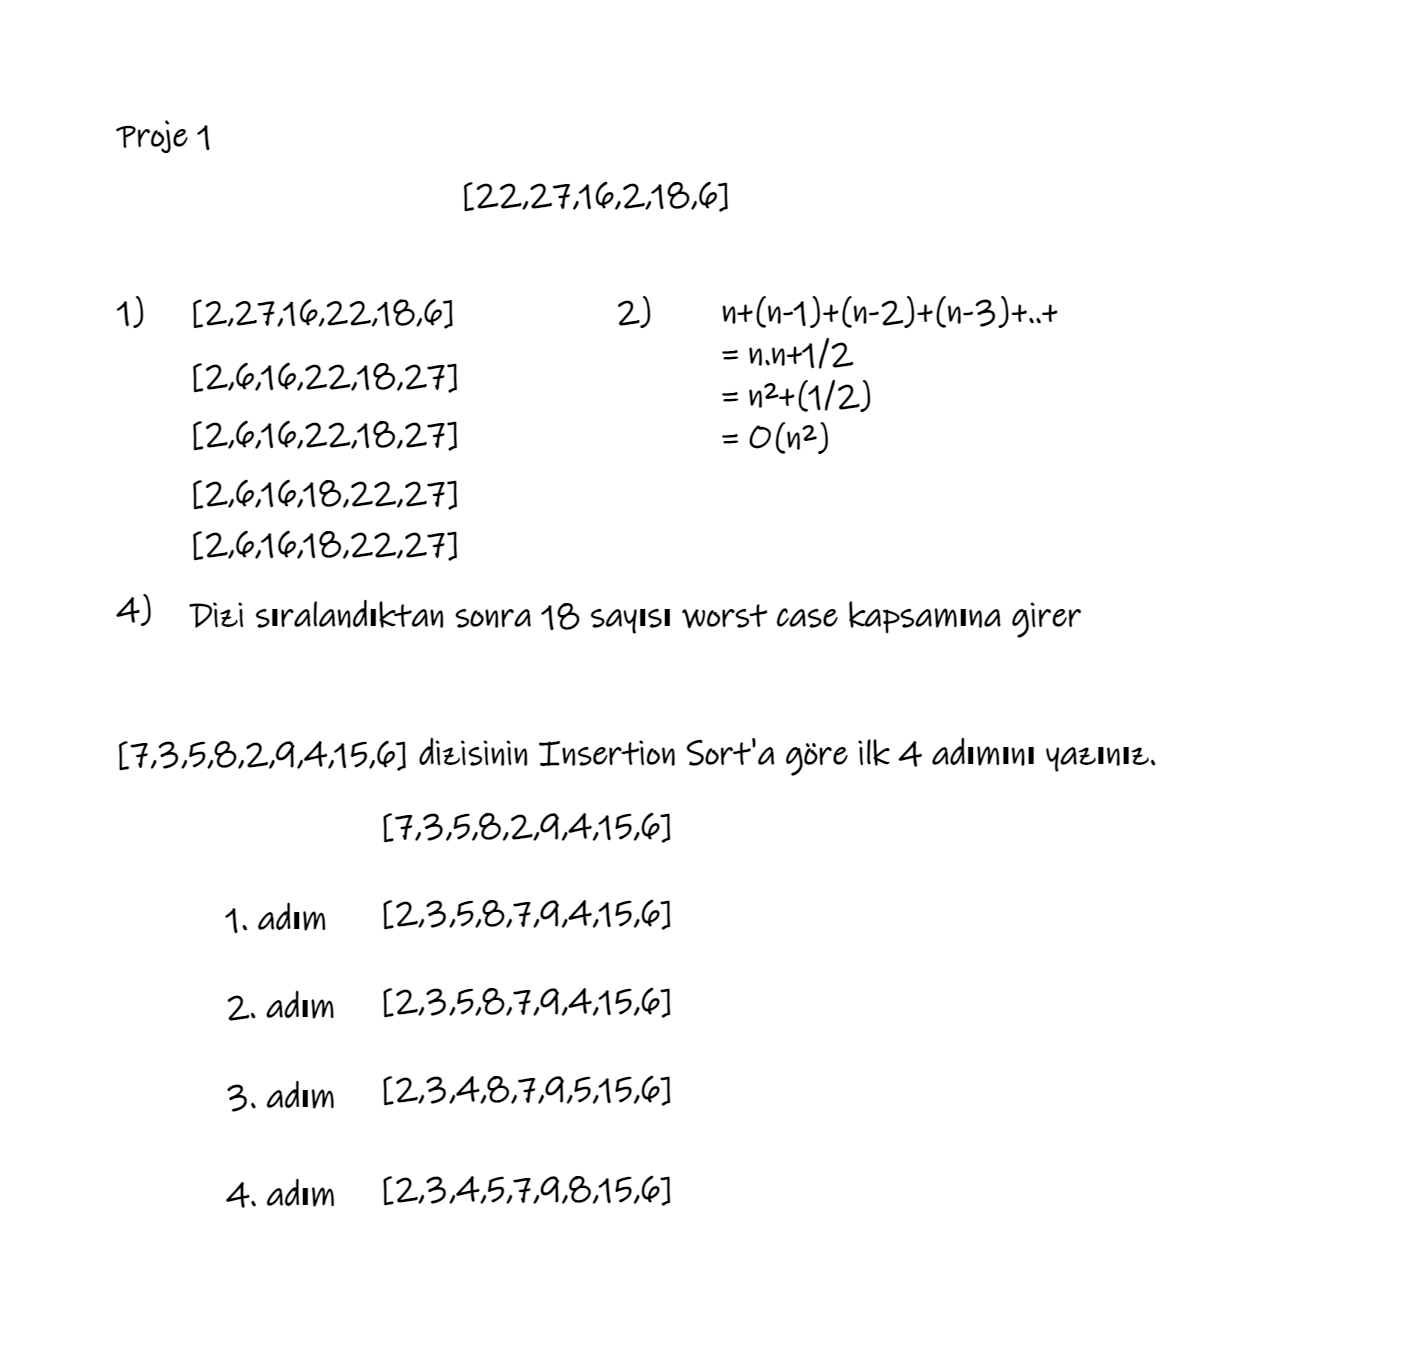 Proje 1
[22,27,16,2,18,6]
1) [2,27,16,22,18,6]
[2,6,16,22,18,27]
[2,6,16,22,18,27]
[2,6,16,18,22,27]
[2,6,16,18,22,27]
2) n+(n-1)+(n-2)+(n-3)+..+
= n.n+1/2
= n²+(1/2)
= O(n²)
4) Dizi sıralandıktan sonra 18 sayısı worst case kapsamına girer
[7,3,5,8,2,9,4,15,6] dizisinin Insertion Sort'a göre ilk 4 adımını yazınız.
[7,3,5,8,2,9,4,15,6]
1. adım [2,3,5,8,7,9,4,15,6]
2. adım [2,3,5,8,7,9,4,15,6]
3. adım [2,3,4,8,7,9,5,15,6]
4. adım [2,3,4,5,7,9,8,15,6]